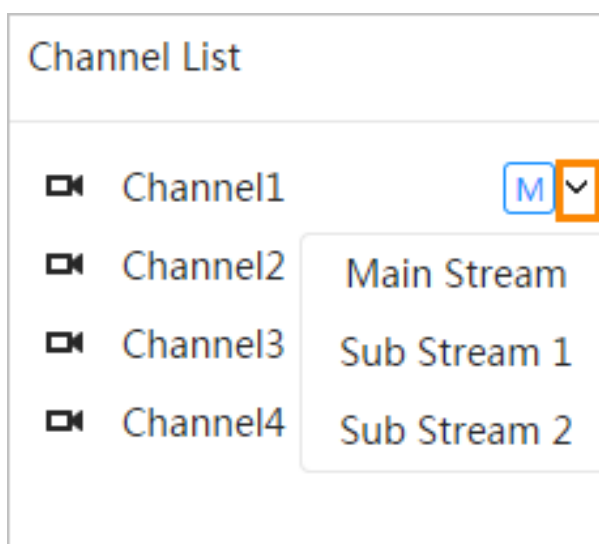 Channel List
Channel1 M
Channel2
Main Stream
Channel3
Sub Stream 1
Channel4
Sub Stream 2